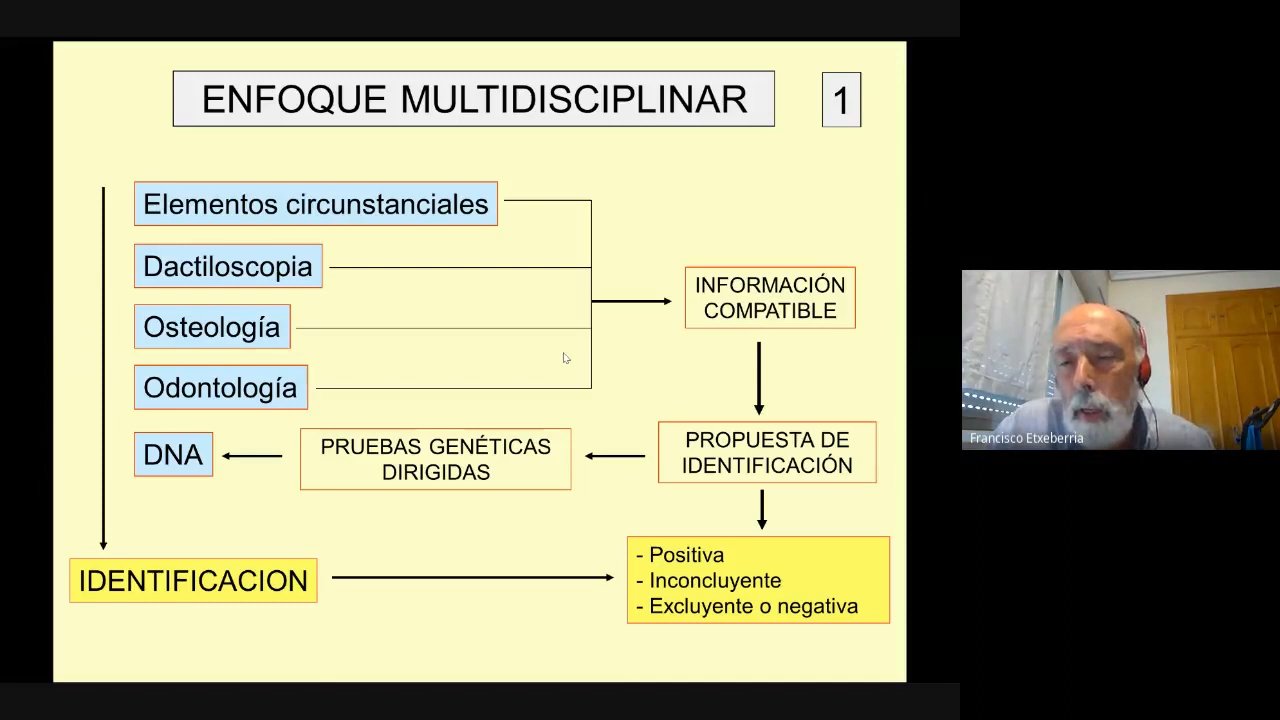 ENFOQUE MULTIDISCIPLINAR
1
Elementos circunstanciales
Dactiloscopia
Osteología
Odontología
DNA
INFORMACIÓN
COMPATIBLE
PROPUESTA DE
IDENTIFICACIÓN
PRUEBAS GENÉTICAS
DIRIGIDAS
IDENTIFICACION
- Positiva
- Inconcluyente
- Excluyente o negativa
Francisco Etxeberria